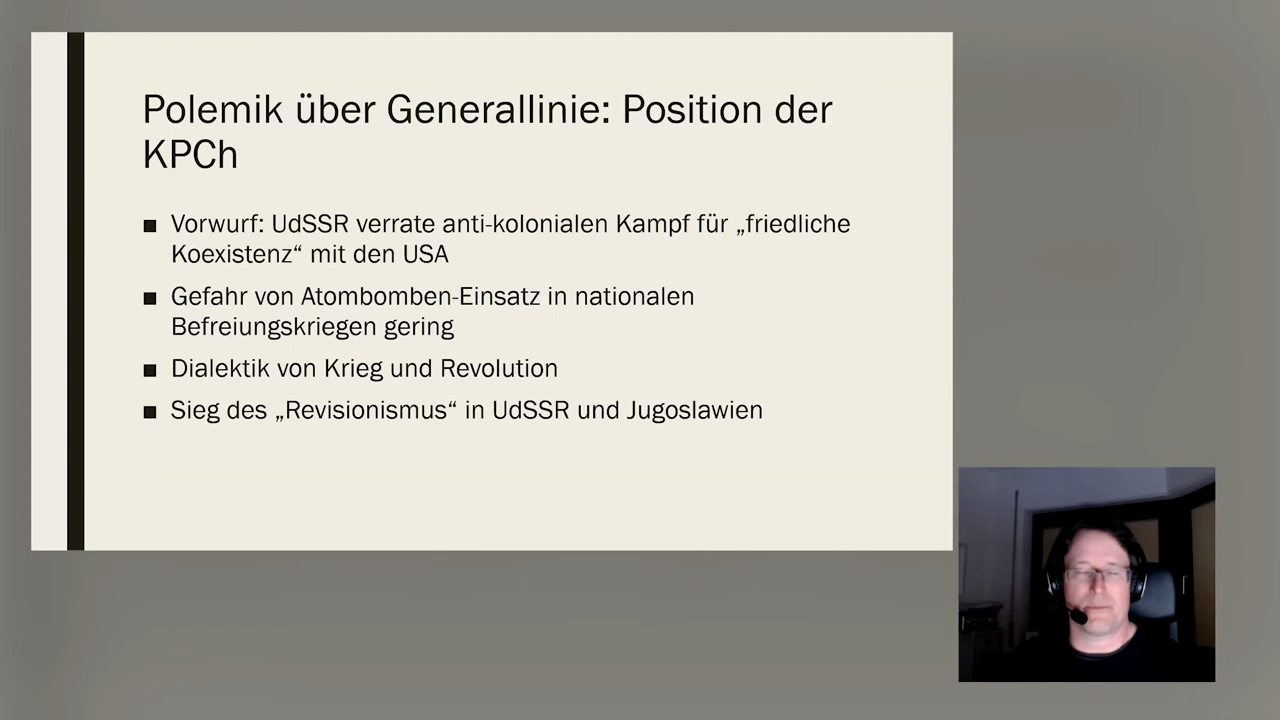 Polemik über Generallinie: Position der
KPCh
■ Vorwurf: UdSSR verrate anti-kolonialen Kampf für „friedliche
Koexistenz“ mit den USA
■ Gefahr von Atombomben-Einsatz in nationalen
Befreiungskriegen gering
■ Dialektik von Krieg und Revolution
■ Sieg des „Revisionismus“ in UdSSR und Jugoslawien